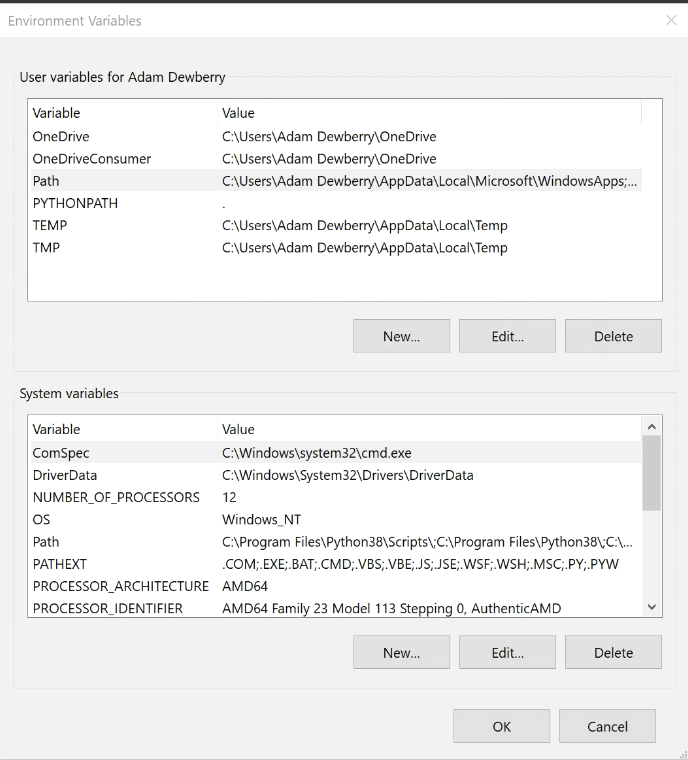 Environment Variables
User variables for Adam Dewberry
Variable Value
OneDrive C:\Users\Adam Dewberry\OneDrive
OneDriveConsumer C:\Users\Adam Dewberry\OneDrive
Path C:\Users\Adam Dewberry\AppData\Local\Microsoft\WindowsApps;...
PYTHONPATH .
TEMP C:\Users\Adam Dewberry\AppData\Local\Temp
TMP C:\Users\Adam Dewberry\AppData\Local\Temp
New... Edit... Delete
System variables
Variable Value
ComSpec C:\Windows\system32\cmd.exe
DriverData C:\Windows\System32\Drivers\DriverData
NUMBER_OF_PROCESSORS 12
OS Windows_NT
Path C:\Program Files\Python38\Scripts\;C:\Program Files\Python38\;C:\...
PATHEXT .COM;.EXE;.BAT;.CMD;.VBS;.VBE;.JS;.JSE;.WSF;.WSH;.MSC;.PY;.PYW
PROCESSOR_ARCHITECTURE AMD64
PROCESSOR_IDENTIFIER AMD64 Family 23 Model 113 Stepping 0, AuthenticAMD
New... Edit... Delete
OK Cancel